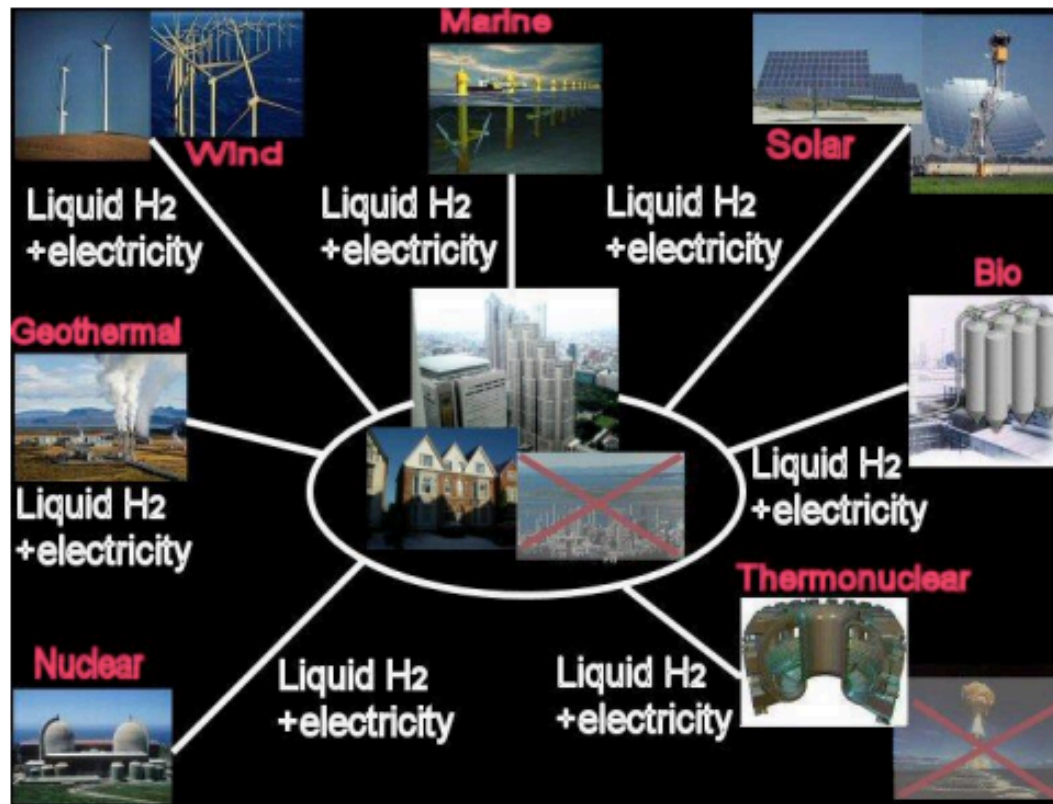 Marine
Wind
Solar
Liquid H2
+electricity
Liquid H2
+electricity
Liquid H2
+electricity
Bio
Geothermal
Liquid H2
+electricity
Liquid H2
+electricity
Thermonuclear
Nuclear
Liquid H2
+electricity
Liquid H2
+electricity